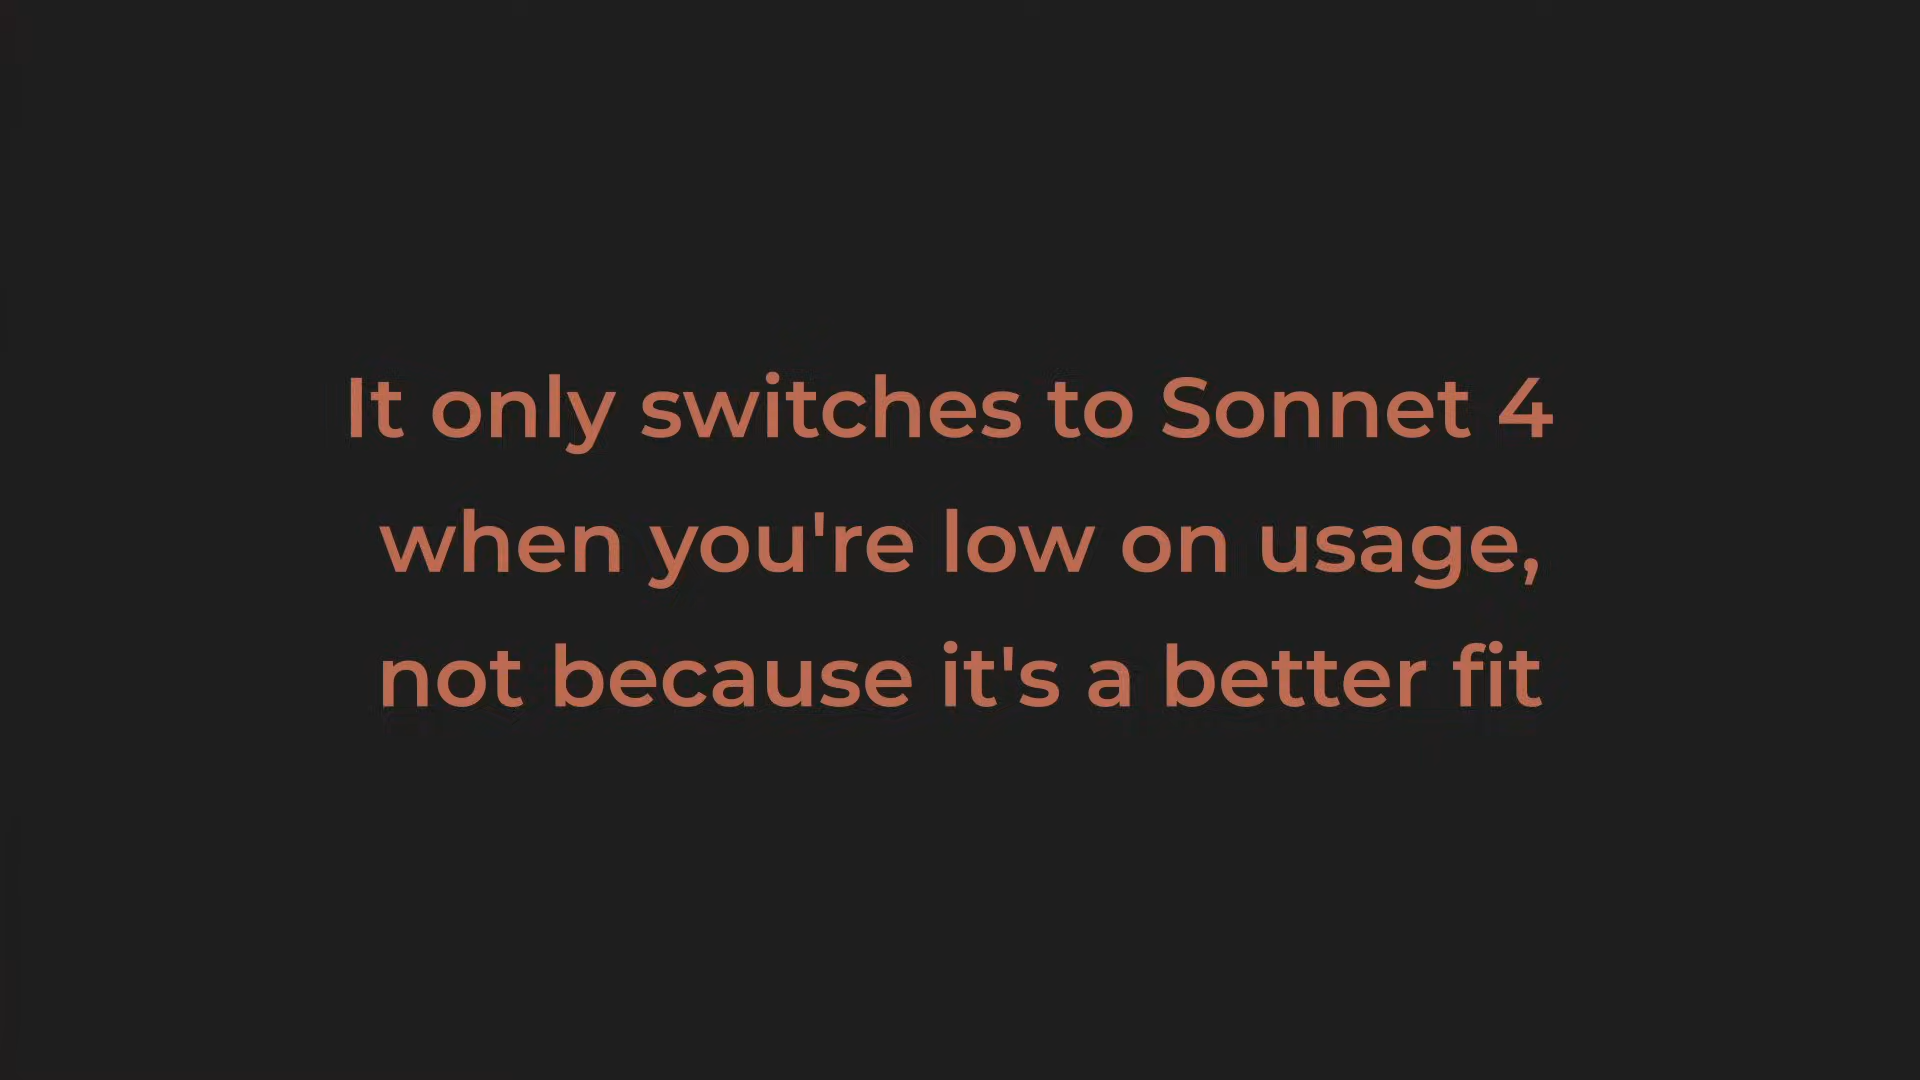 It only switches to Sonnet 4
when you're low on usage,
not because it's a better fit